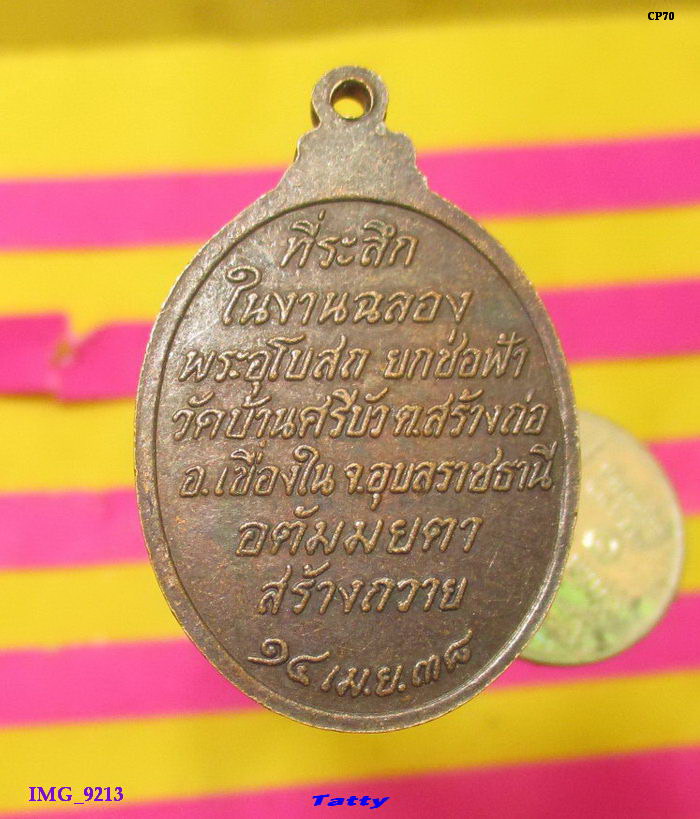 CP70
ที่ระลึก
ในงานฉลอง
พระอุโบสถ ยกช่อฟ้า
วัดบ้านศรีบัว ต.สร้างถ่อ
อ.เขื่องใน จ.อุบลราชธานี
อตัมมยตา
สร้างถวาย
๑๔ เม.ย.๓๘
IMG_9213
Tatty